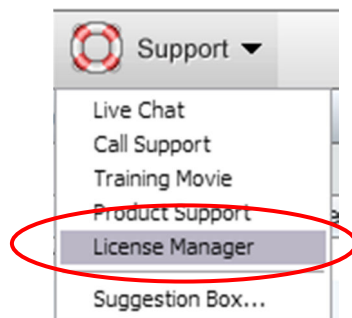 Support
Live Chat
Call Support
Training Movie
Product Support
License Manager
Suggestion Box...